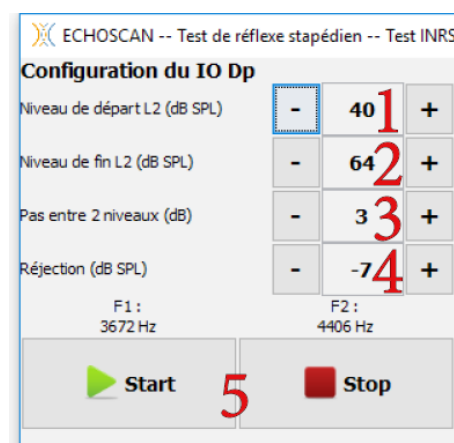 ECHOSCAN -- Test de réflexe stapédien -- Test INRS
Configuration du IO Dp
Niveau de départ L2 (dB SPL) - 40 1 +
Niveau de fin L2 (dB SPL) - 64 2 +
Pas entre 2 niveaux (dB) - 3 3 +
Réjection (dB SPL) - -7 4 +
F1 : F2 :
3672 Hz 4406 Hz
Start 5 Stop